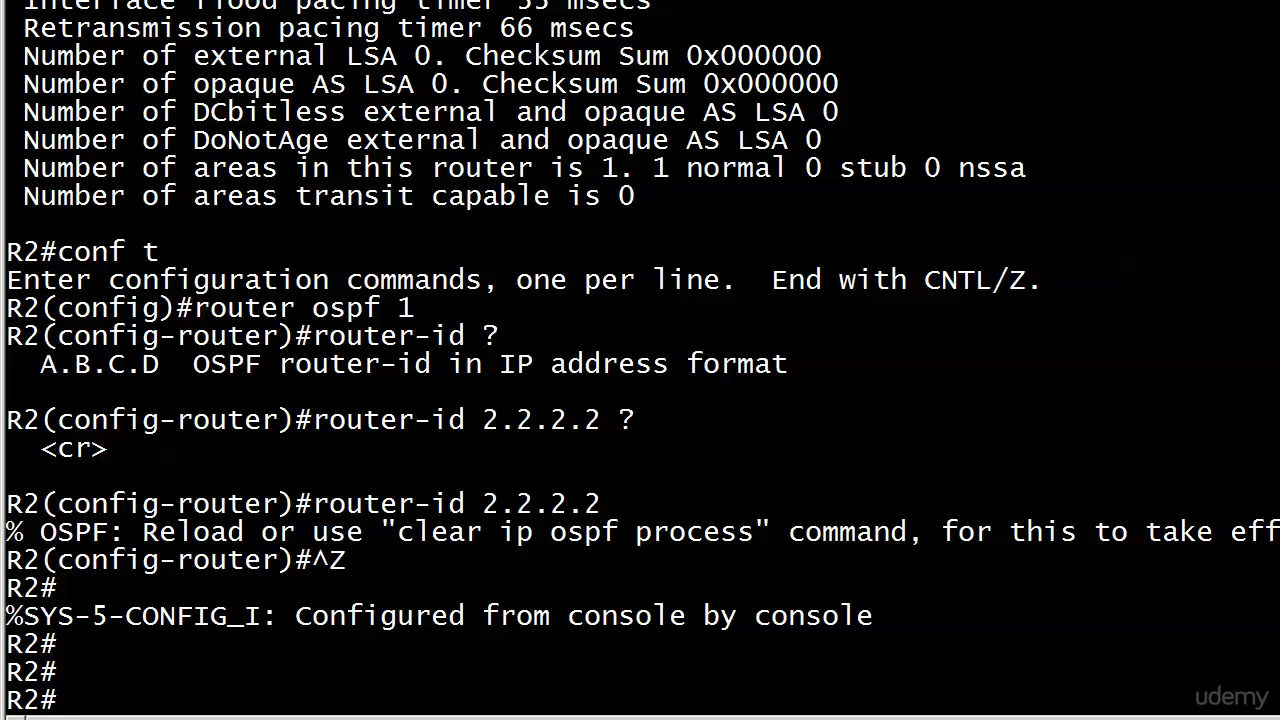 Interface flood pacing timer 33 msecs
Retransmission pacing timer 66 msecs
Number of external LSA 0. Checksum Sum 0x000000
Number of opaque AS LSA 0. Checksum Sum 0x000000
Number of DCbitless external and opaque AS LSA 0
Number of DoNotAge external and opaque AS LSA 0
Number of areas in this router is 1. 1 normal 0 stub 0 nssa
Number of areas transit capable is 0
R2#conf t
Enter configuration commands, one per line.  End with CNTL/Z.
R2(config)#router ospf 1
R2(config-router)#router-id ?
A.B.C.D  OSPF router-id in IP address format
R2(config-router)#router-id 2.2.2.2 ?
<cr>
R2(config-router)#router-id 2.2.2.2
% OSPF: Reload or use "clear ip ospf process" command, for this to take eff
R2(config-router)#^Z
R2#
%SYS-5-CONFIG_I: Configured from console by console
R2#
R2#
R2#
udemy